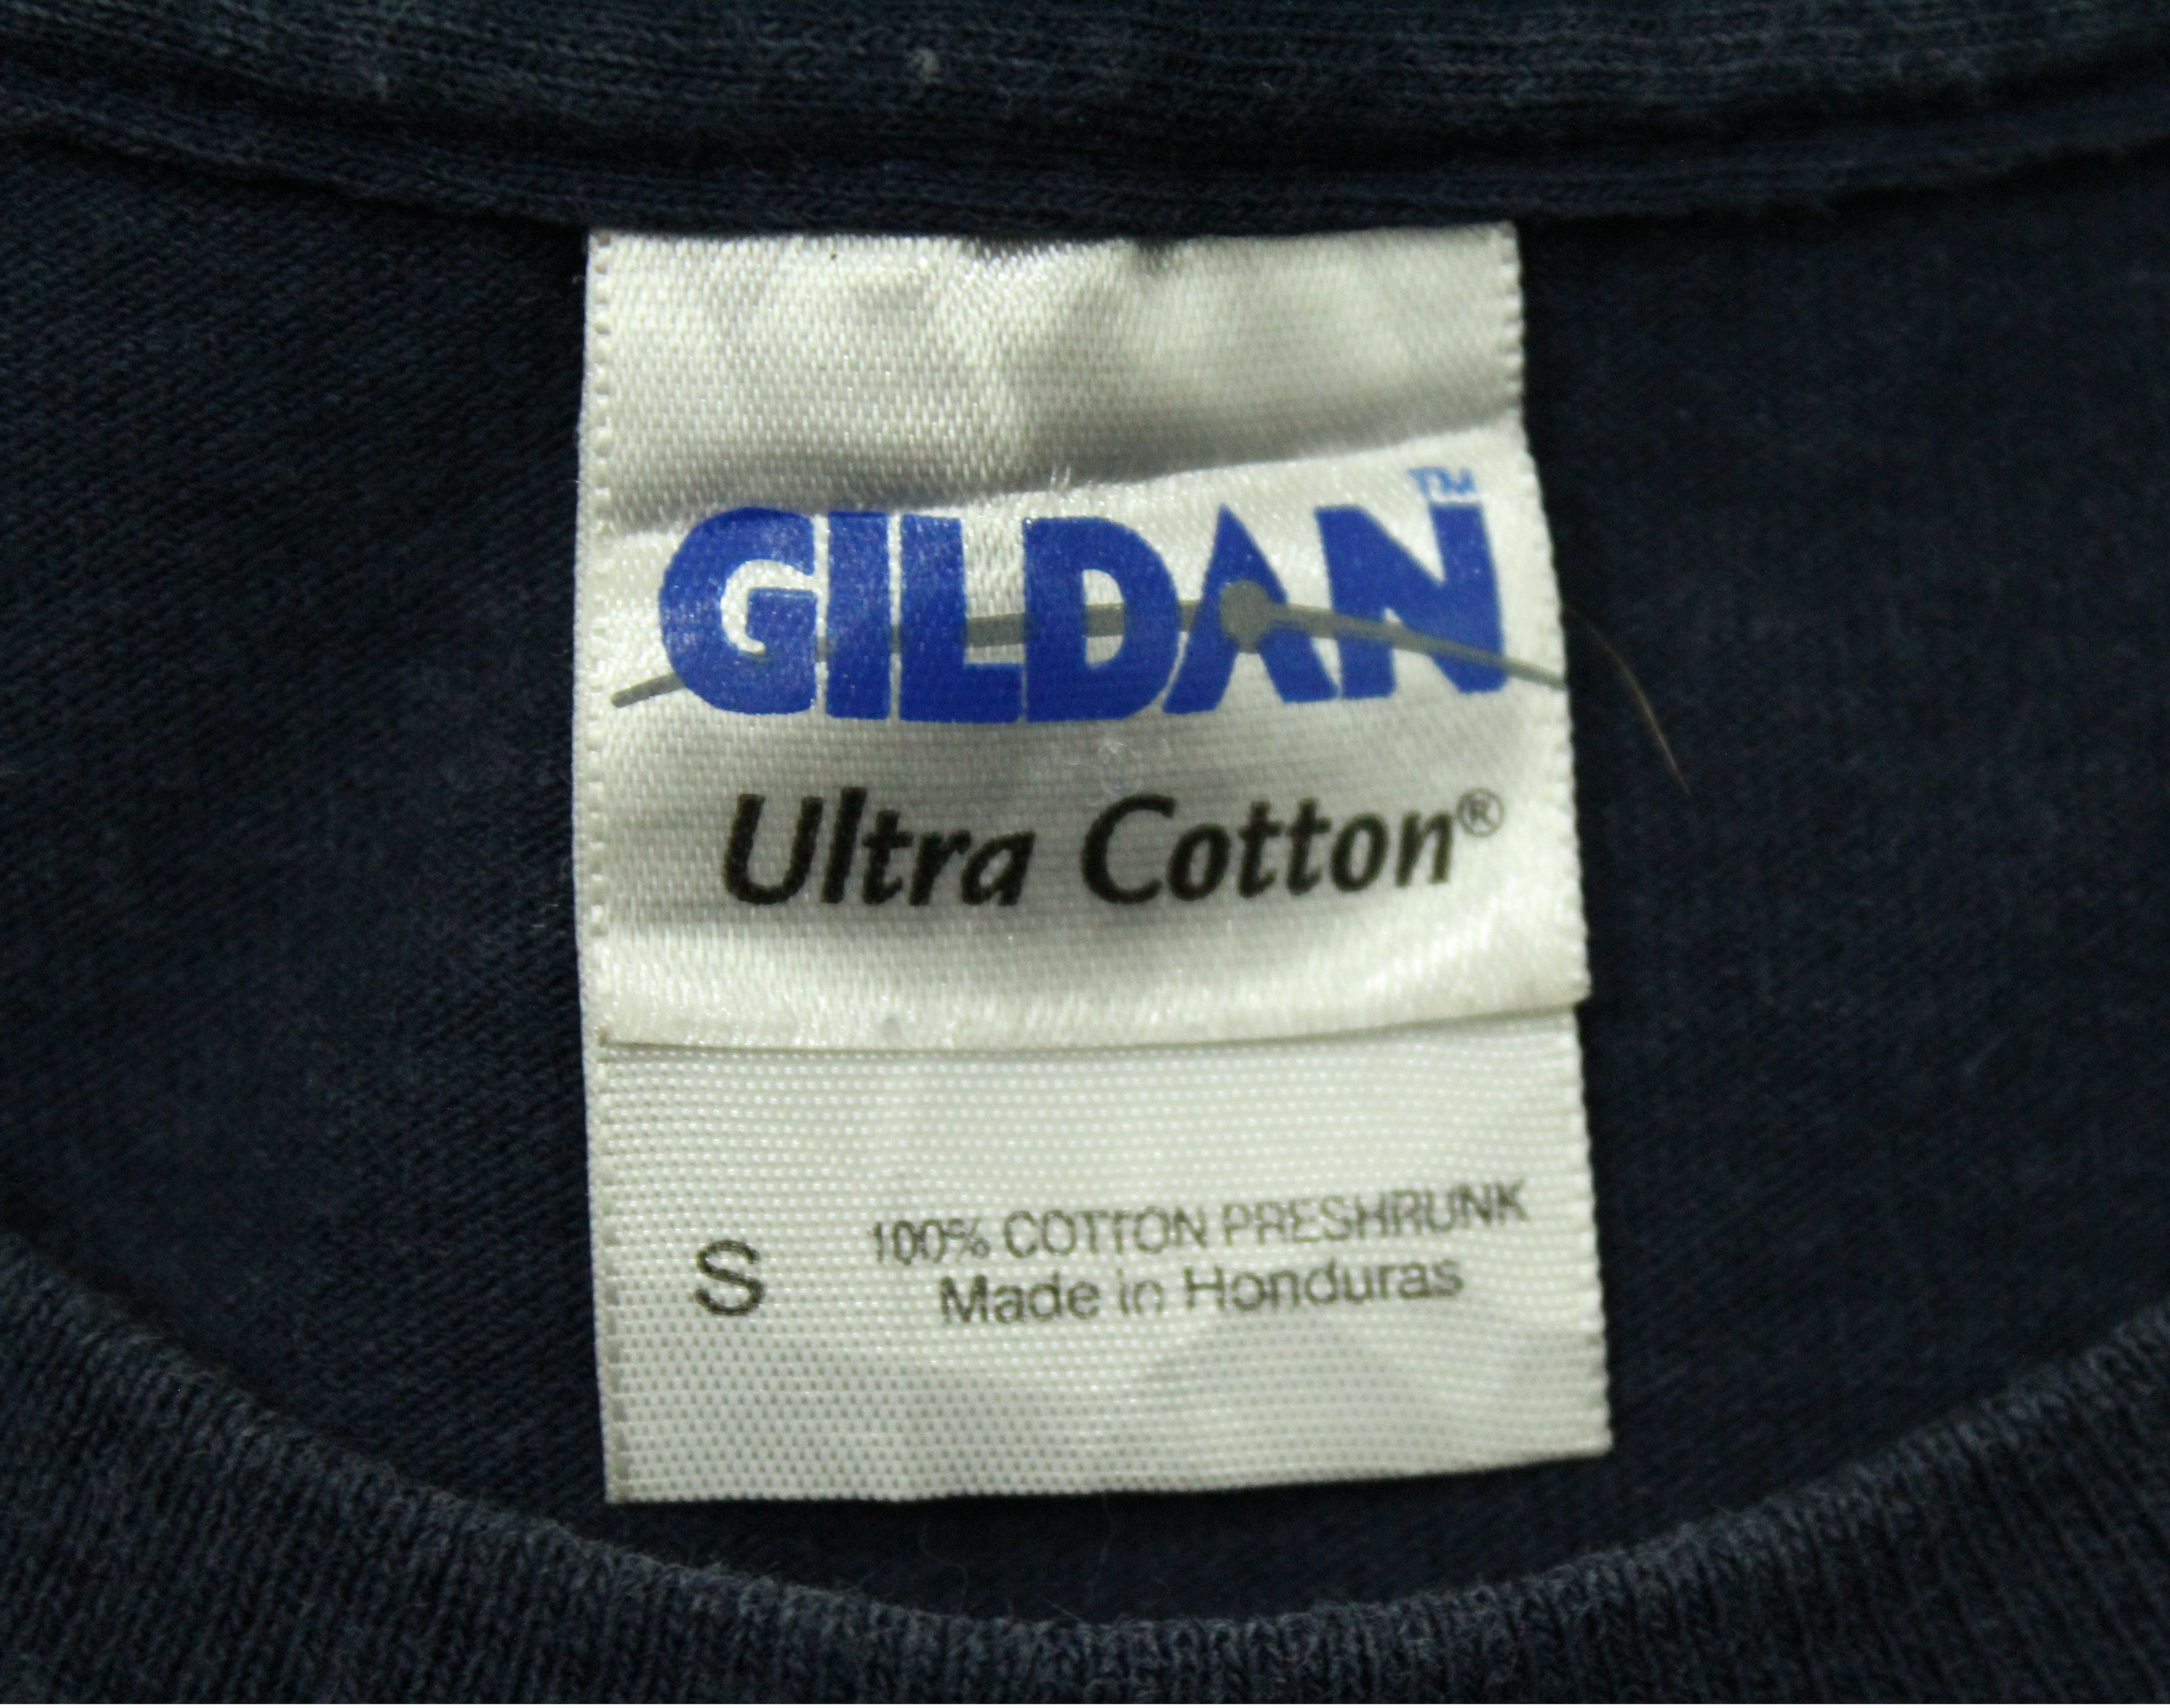 GILDAN™
Ultra Cotton®
S
100% COTTON PRESHRUNK
Made in Honduras